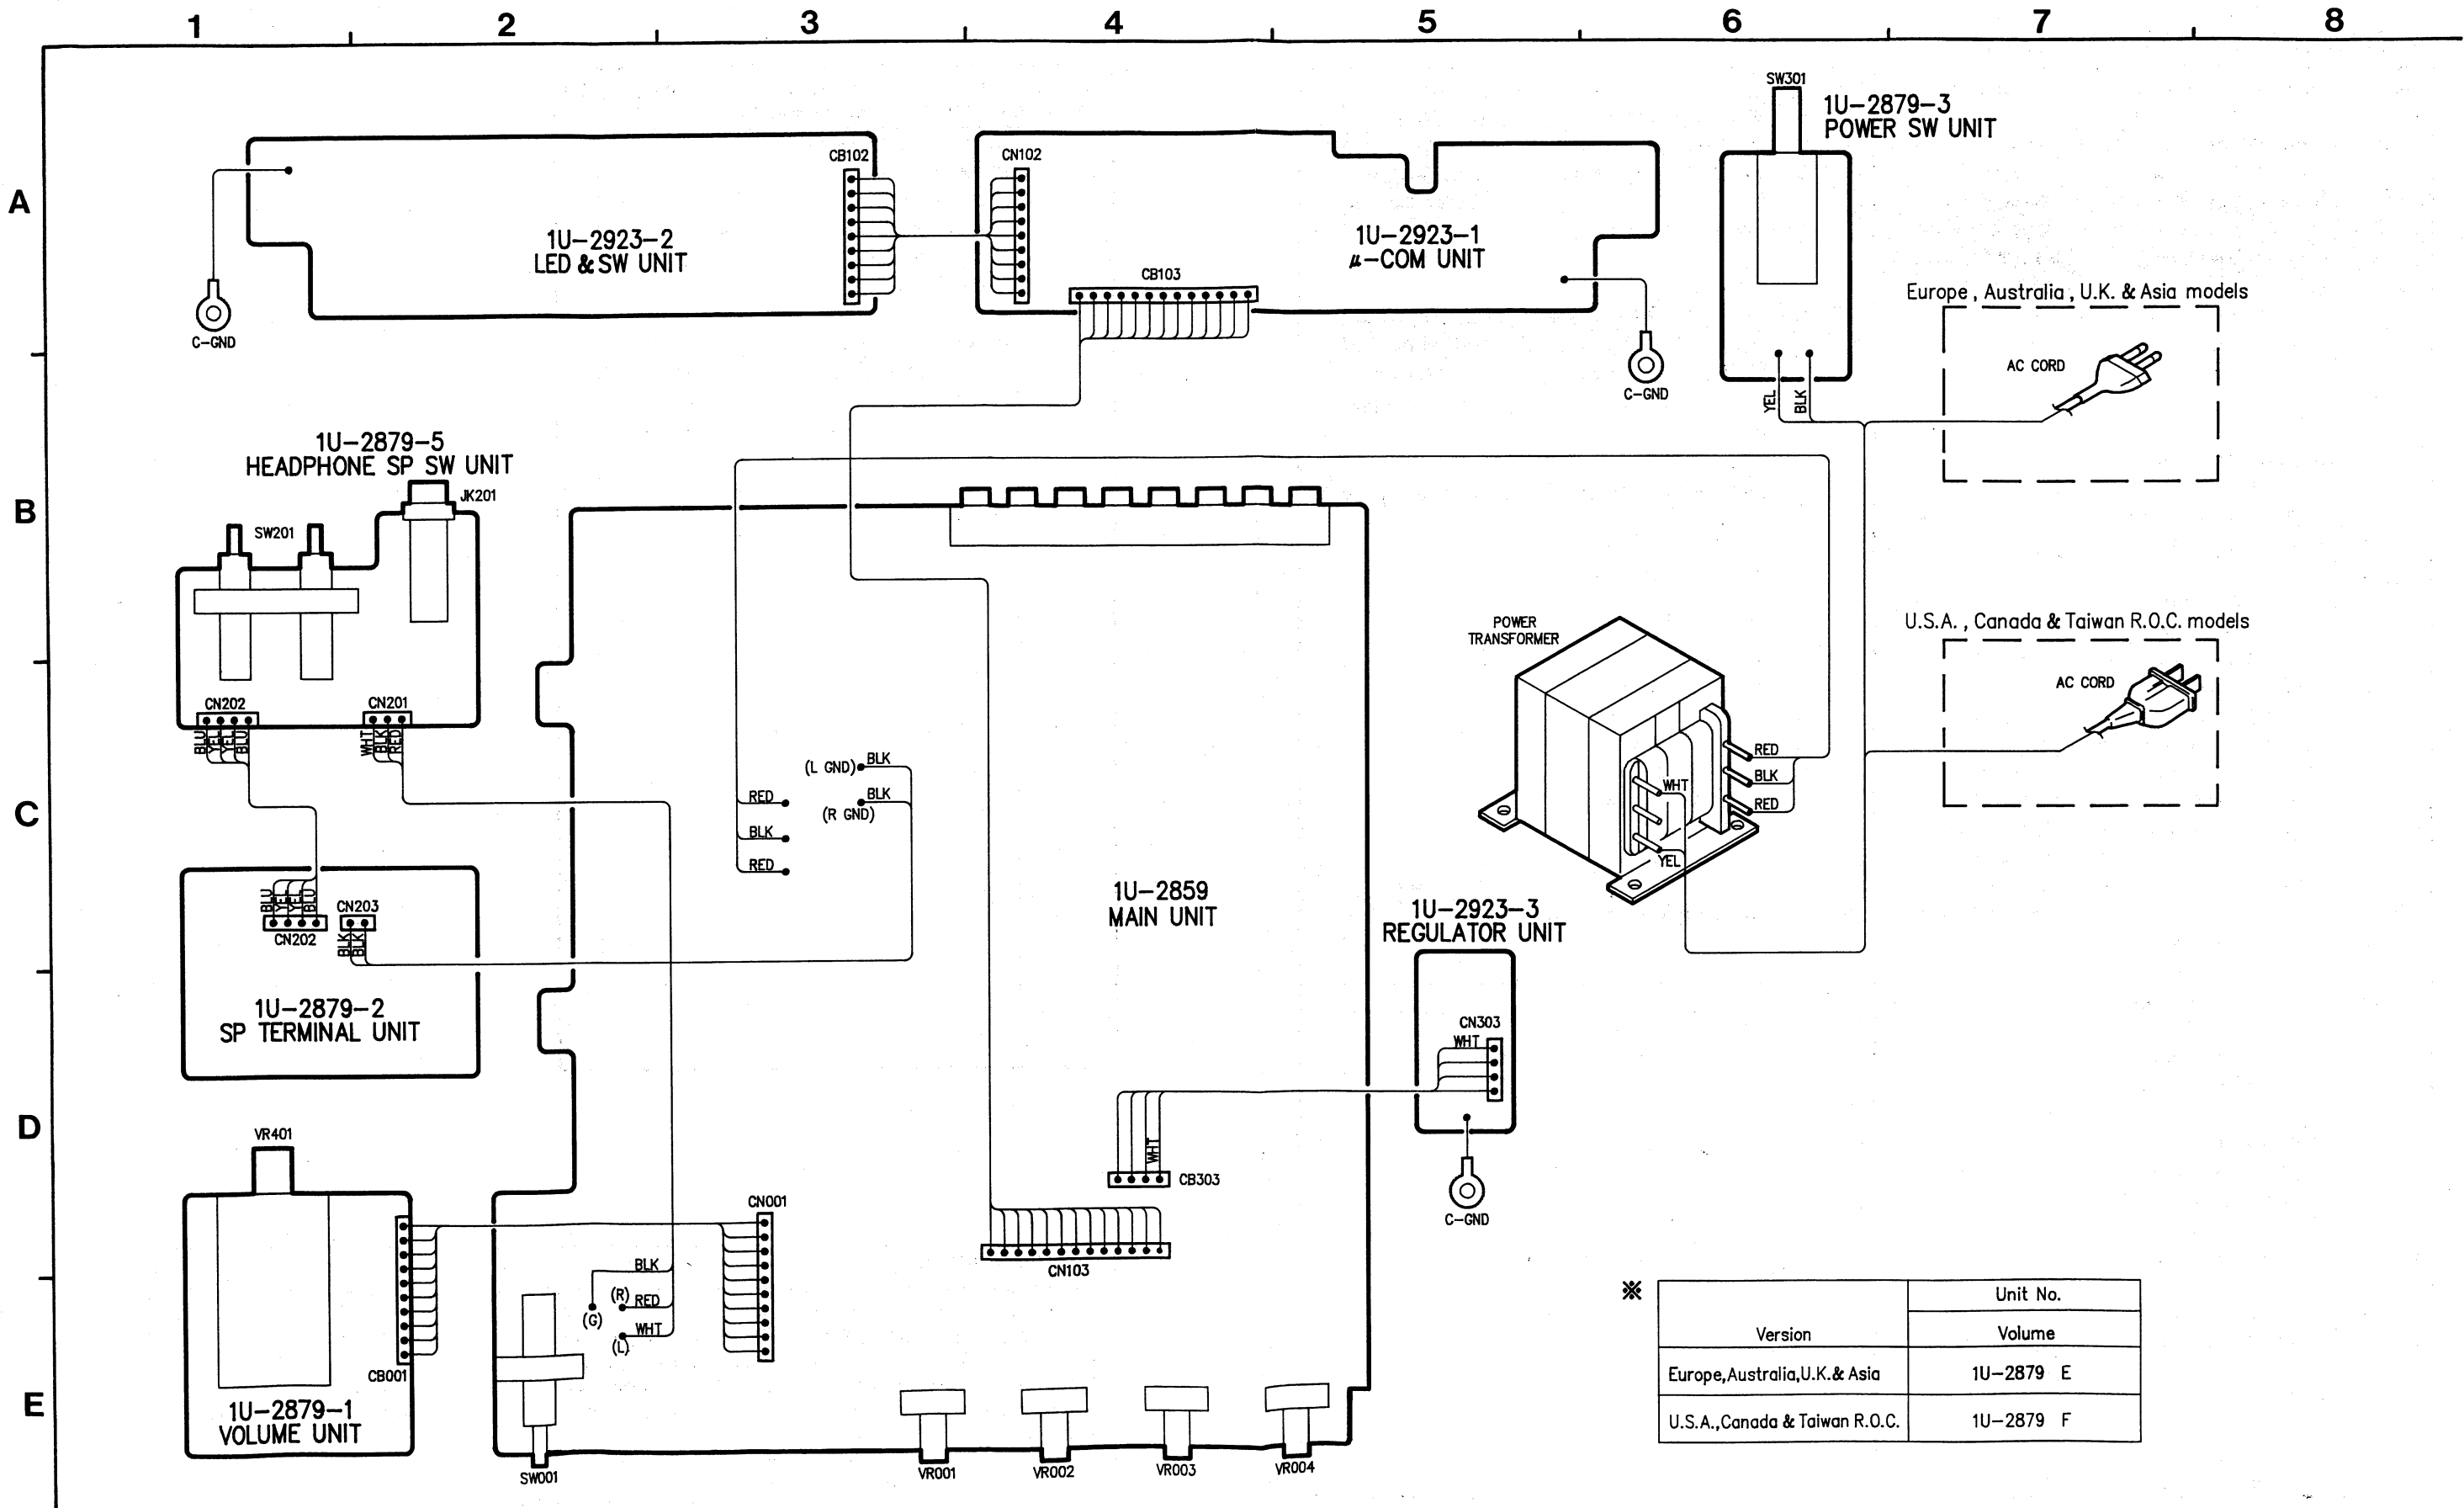 1 2 3 4 5 6 7 8
A
B
C
D
E
SW301
1U-2879-3
POWER SW UNIT
CB102
CN102
1U-2923-2
LED & SW UNIT
1U-2923-1
μ-COM UNIT
CB103
C-GND
C-GND
YEL
BLK
Europe, Australia, U.K. & Asia models
AC CORD
1U-2879-5
HEADPHONE SP SW UNIT
JK201
SW201
CN202
CN201
BLU
YEL
YEL
BLU
WHT
BLK
RED
POWER
TRANSFORMER
U.S.A., Canada & Taiwan R.O.C. models
AC CORD
RED
BLK
RED
WHT
YEL
(L GND) BLK
BLK
(R GND)
RED
BLK
RED
1U-2859
MAIN UNIT
BLU
YEL
YEL
BLU
CN203
CN202
BLK
BLK
1U-2879-2
SP TERMINAL UNIT
1U-2923-3
REGULATOR UNIT
CN303
WHT
C-GND
WHT
CB303
CN103
VR401
CN001
BLK
(R) RED
(G)
WHT
(L)
CB001
1U-2879-1
VOLUME UNIT
SW001
VR001
VR002
VR003
VR004
※
Unit No.
Version
Volume
Europe,Australia,U.K.& Asia
1U-2879 E
U.S.A.,Canada & Taiwan R.O.C.
1U-2879 F